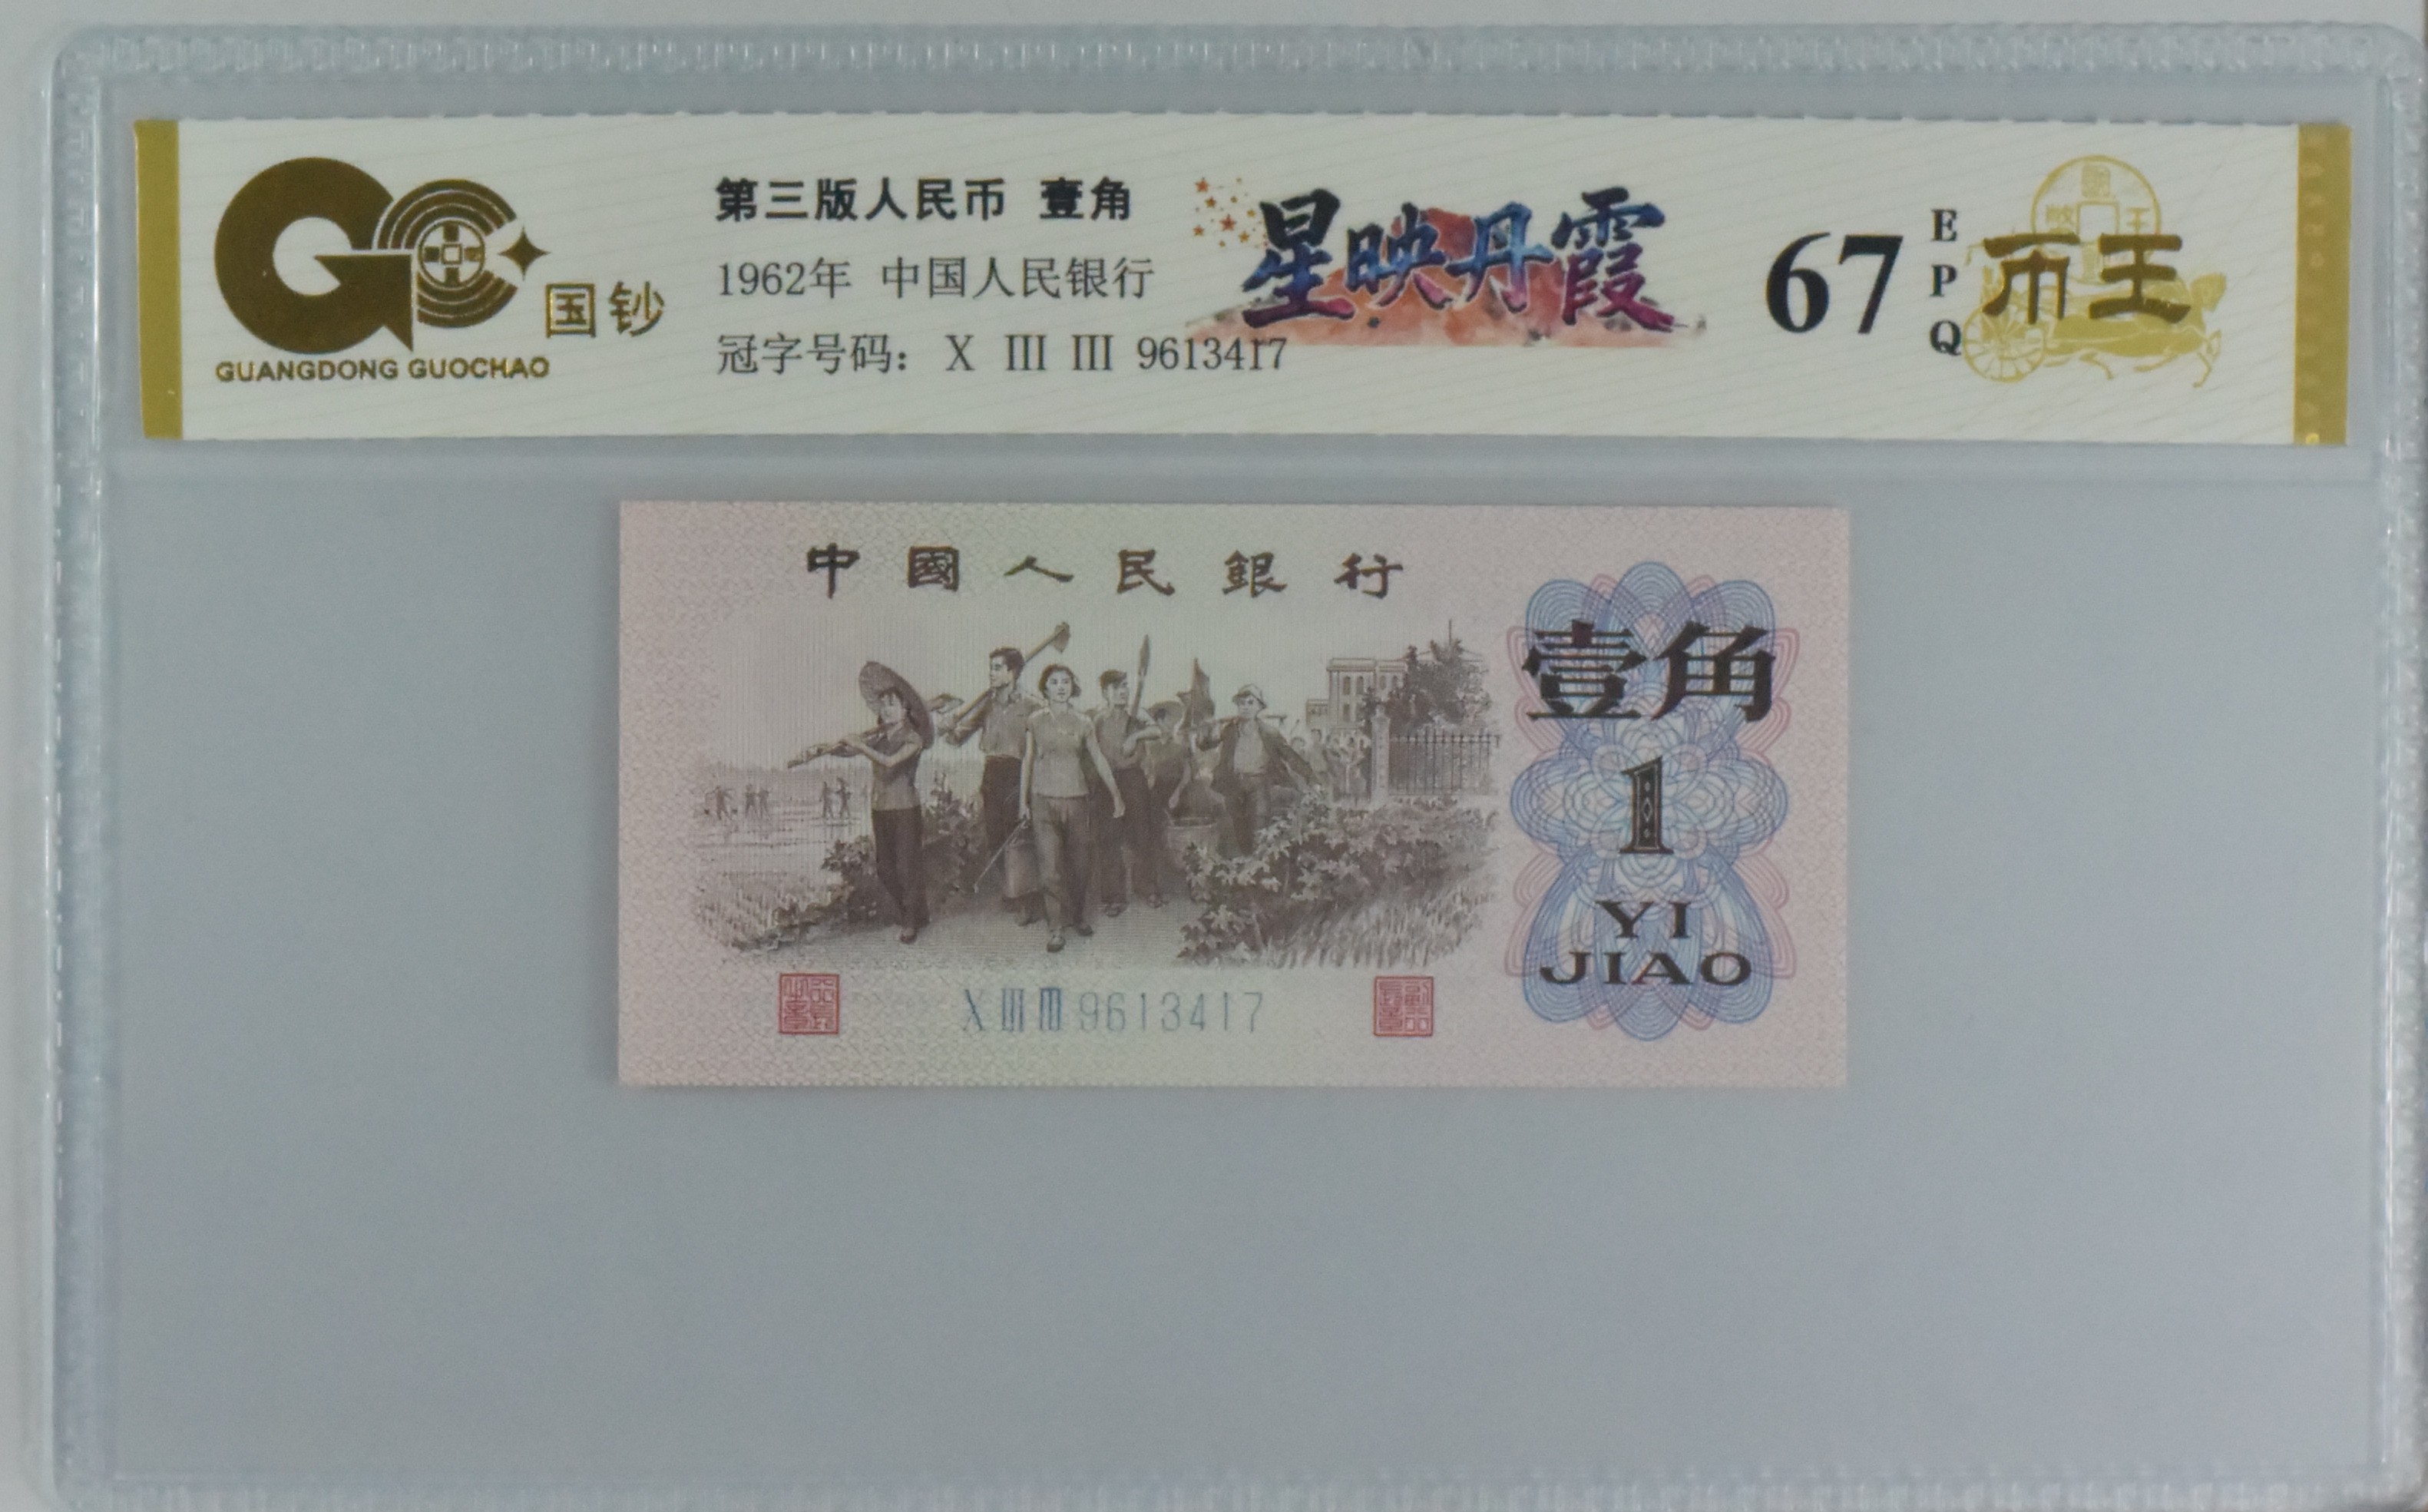 国钞
GUANGDONG GUOCHAO
第三版人民币 壹角
1962年 中国人民银行
冠字号码：X III III 9613417
星映丹霞
67
EPQ
币王
中國人民銀行
壹角
1
YI
JIAO
X III III 9613417